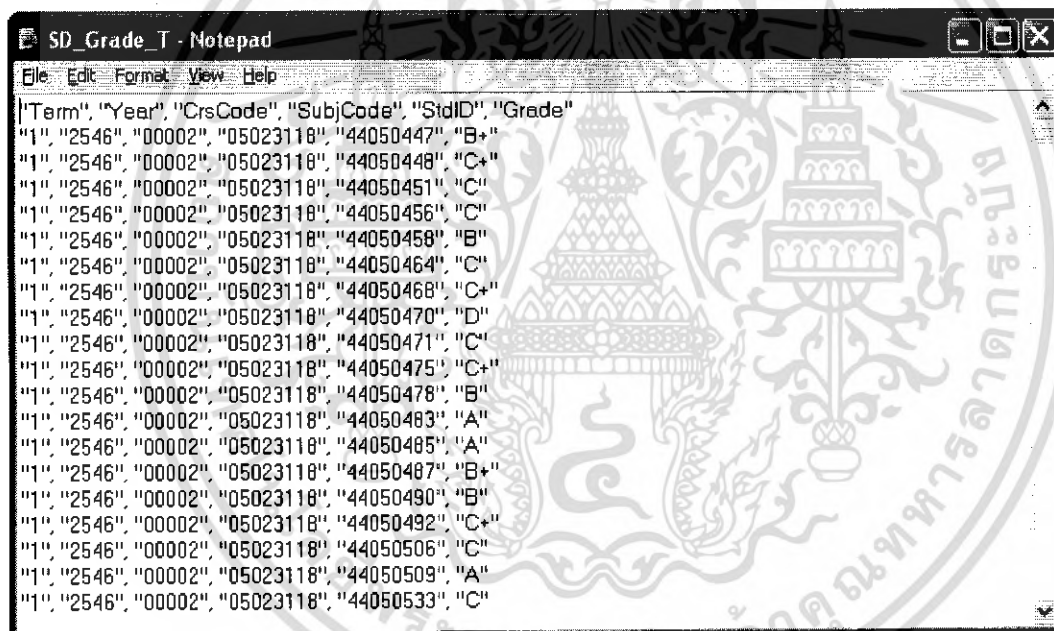 SD_Grade_T - Notepad
File Edit Format View Help
"Term", "Year", "CrsCode", "SubjCode", "StdID", "Grade"
"1", "2546", "00002", "05023118", "44050447", "B+"
"1", "2546", "00002", "05023118", "44050448", "C+"
"1", "2546", "00002", "05023118", "44050451", "C"
"1", "2546", "00002", "05023118", "44050456", "C"
"1", "2546", "00002", "05023118", "44050458", "B"
"1", "2546", "00002", "05023118", "44050464", "C"
"1", "2546", "00002", "05023118", "44050468", "C+"
"1", "2546", "00002", "05023118", "44050470", "D"
"1", "2546", "00002", "05023118", "44050471", "C"
"1", "2546", "00002", "05023118", "44050475", "C+"
"1", "2546", "00002", "05023118", "44050478", "B"
"1", "2546", "00002", "05023118", "44050483", "A"
"1", "2546", "00002", "05023118", "44050485", "A"
"1", "2546", "00002", "05023118", "44050487", "B+"
"1", "2546", "00002", "05023118", "44050490", "B"
"1", "2546", "00002", "05023118", "44050492", "C+"
"1", "2546", "00002", "05023118", "44050506", "C"
"1", "2546", "00002", "05023118", "44050509", "A"
"1", "2546", "00002", "05023118", "44050533", "C"